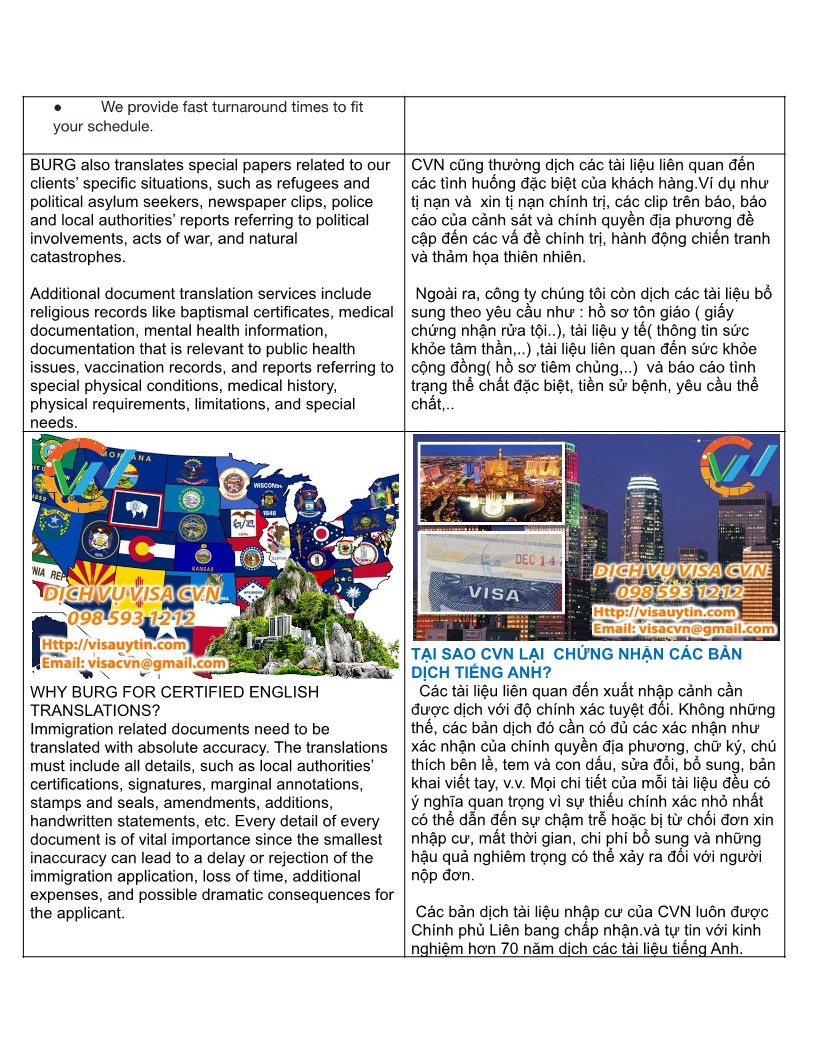 ● We provide fast turnaround times to fit
your schedule.
BURG also translates special papers related to our
clients’ specific situations, such as refugees and
political asylum seekers, newspaper clips, police
and local authorities’ reports referring to political
involvements, acts of war, and natural
catastrophes.
Additional document translation services include
religious records like baptismal certificates, medical
documentation, mental health information,
documentation that is relevant to public health
issues, vaccination records, and reports referring to
special physical conditions, medical history,
physical requirements, limitations, and special
needs.
CVN cũng thường dịch các tài liệu liên quan đến
các tình huống đặc biệt của khách hàng.Ví dụ như
tị nạn và xin tị nạn chính trị, các clip trên báo, báo
cáo của cảnh sát và chính quyền địa phương đề
cập đến các vấ đề chính trị, hành động chiến tranh
và thảm họa thiên nhiên.
Ngoài ra, công ty chúng tôi còn dịch các tài liệu bổ
sung theo yêu cầu như : hồ sơ tôn giáo ( giấy
chứng nhận rửa tội..), tài liệu y tế( thông tin sức
khỏe tâm thần,..) ,tài liệu liên quan đến sức khỏe
cộng đồng( hồ sơ tiêm chủng,..) và báo cáo tình
trạng thể chất đặc biệt, tiền sử bệnh, yêu cầu thể
chất,..
MONTANA
WISCONSIN
1848
1859
KANSAS
ARKANSAS
DỊCH VỤ VISA CVN
098 593 1212
Http://visauytin.com
Email: visacvn@gmail.com
WHY BURG FOR CERTIFIED ENGLISH
TRANSLATIONS?
Immigration related documents need to be
translated with absolute accuracy. The translations
must include all details, such as local authorities’
certifications, signatures, marginal annotations,
stamps and seals, amendments, additions,
handwritten statements, etc. Every detail of every
document is of vital importance since the smallest
inaccuracy can lead to a delay or rejection of the
immigration application, loss of time, additional
expenses, and possible dramatic consequences for
the applicant.
DEC 14
VISA
DỊCH VỤ VISA CVN
098 593 1212
Http://visauytin.com
Email: visacvn@gmail.com
TẠI SAO CVN LẠI CHỨNG NHẬN CÁC BẢN
DỊCH TIẾNG ANH?
Các tài liệu liên quan đến xuất nhập cảnh cần
được dịch với độ chính xác tuyệt đối. Không những
thế, các bản dịch đó cần có đủ các xác nhận như
xác nhận của chính quyền địa phương, chữ ký, chú
thích bên lề, tem và con dấu, sửa đổi, bổ sung, bản
khai viết tay, v.v. Mọi chi tiết của mỗi tài liệu đều có
ý nghĩa quan trọng vì sự thiếu chính xác nhỏ nhất
có thể dẫn đến sự chậm trễ hoặc bị từ chối đơn xin
nhập cư, mất thời gian, chi phí bổ sung và những
hậu quả nghiêm trọng có thể xảy ra đối với người
nộp đơn.
Các bản dịch tài liệu nhập cư của CVN luôn được
Chính phủ Liên bang chấp nhận.và tự tin với kinh
nghiệm hơn 70 năm dịch các tài liệu tiếng Anh.